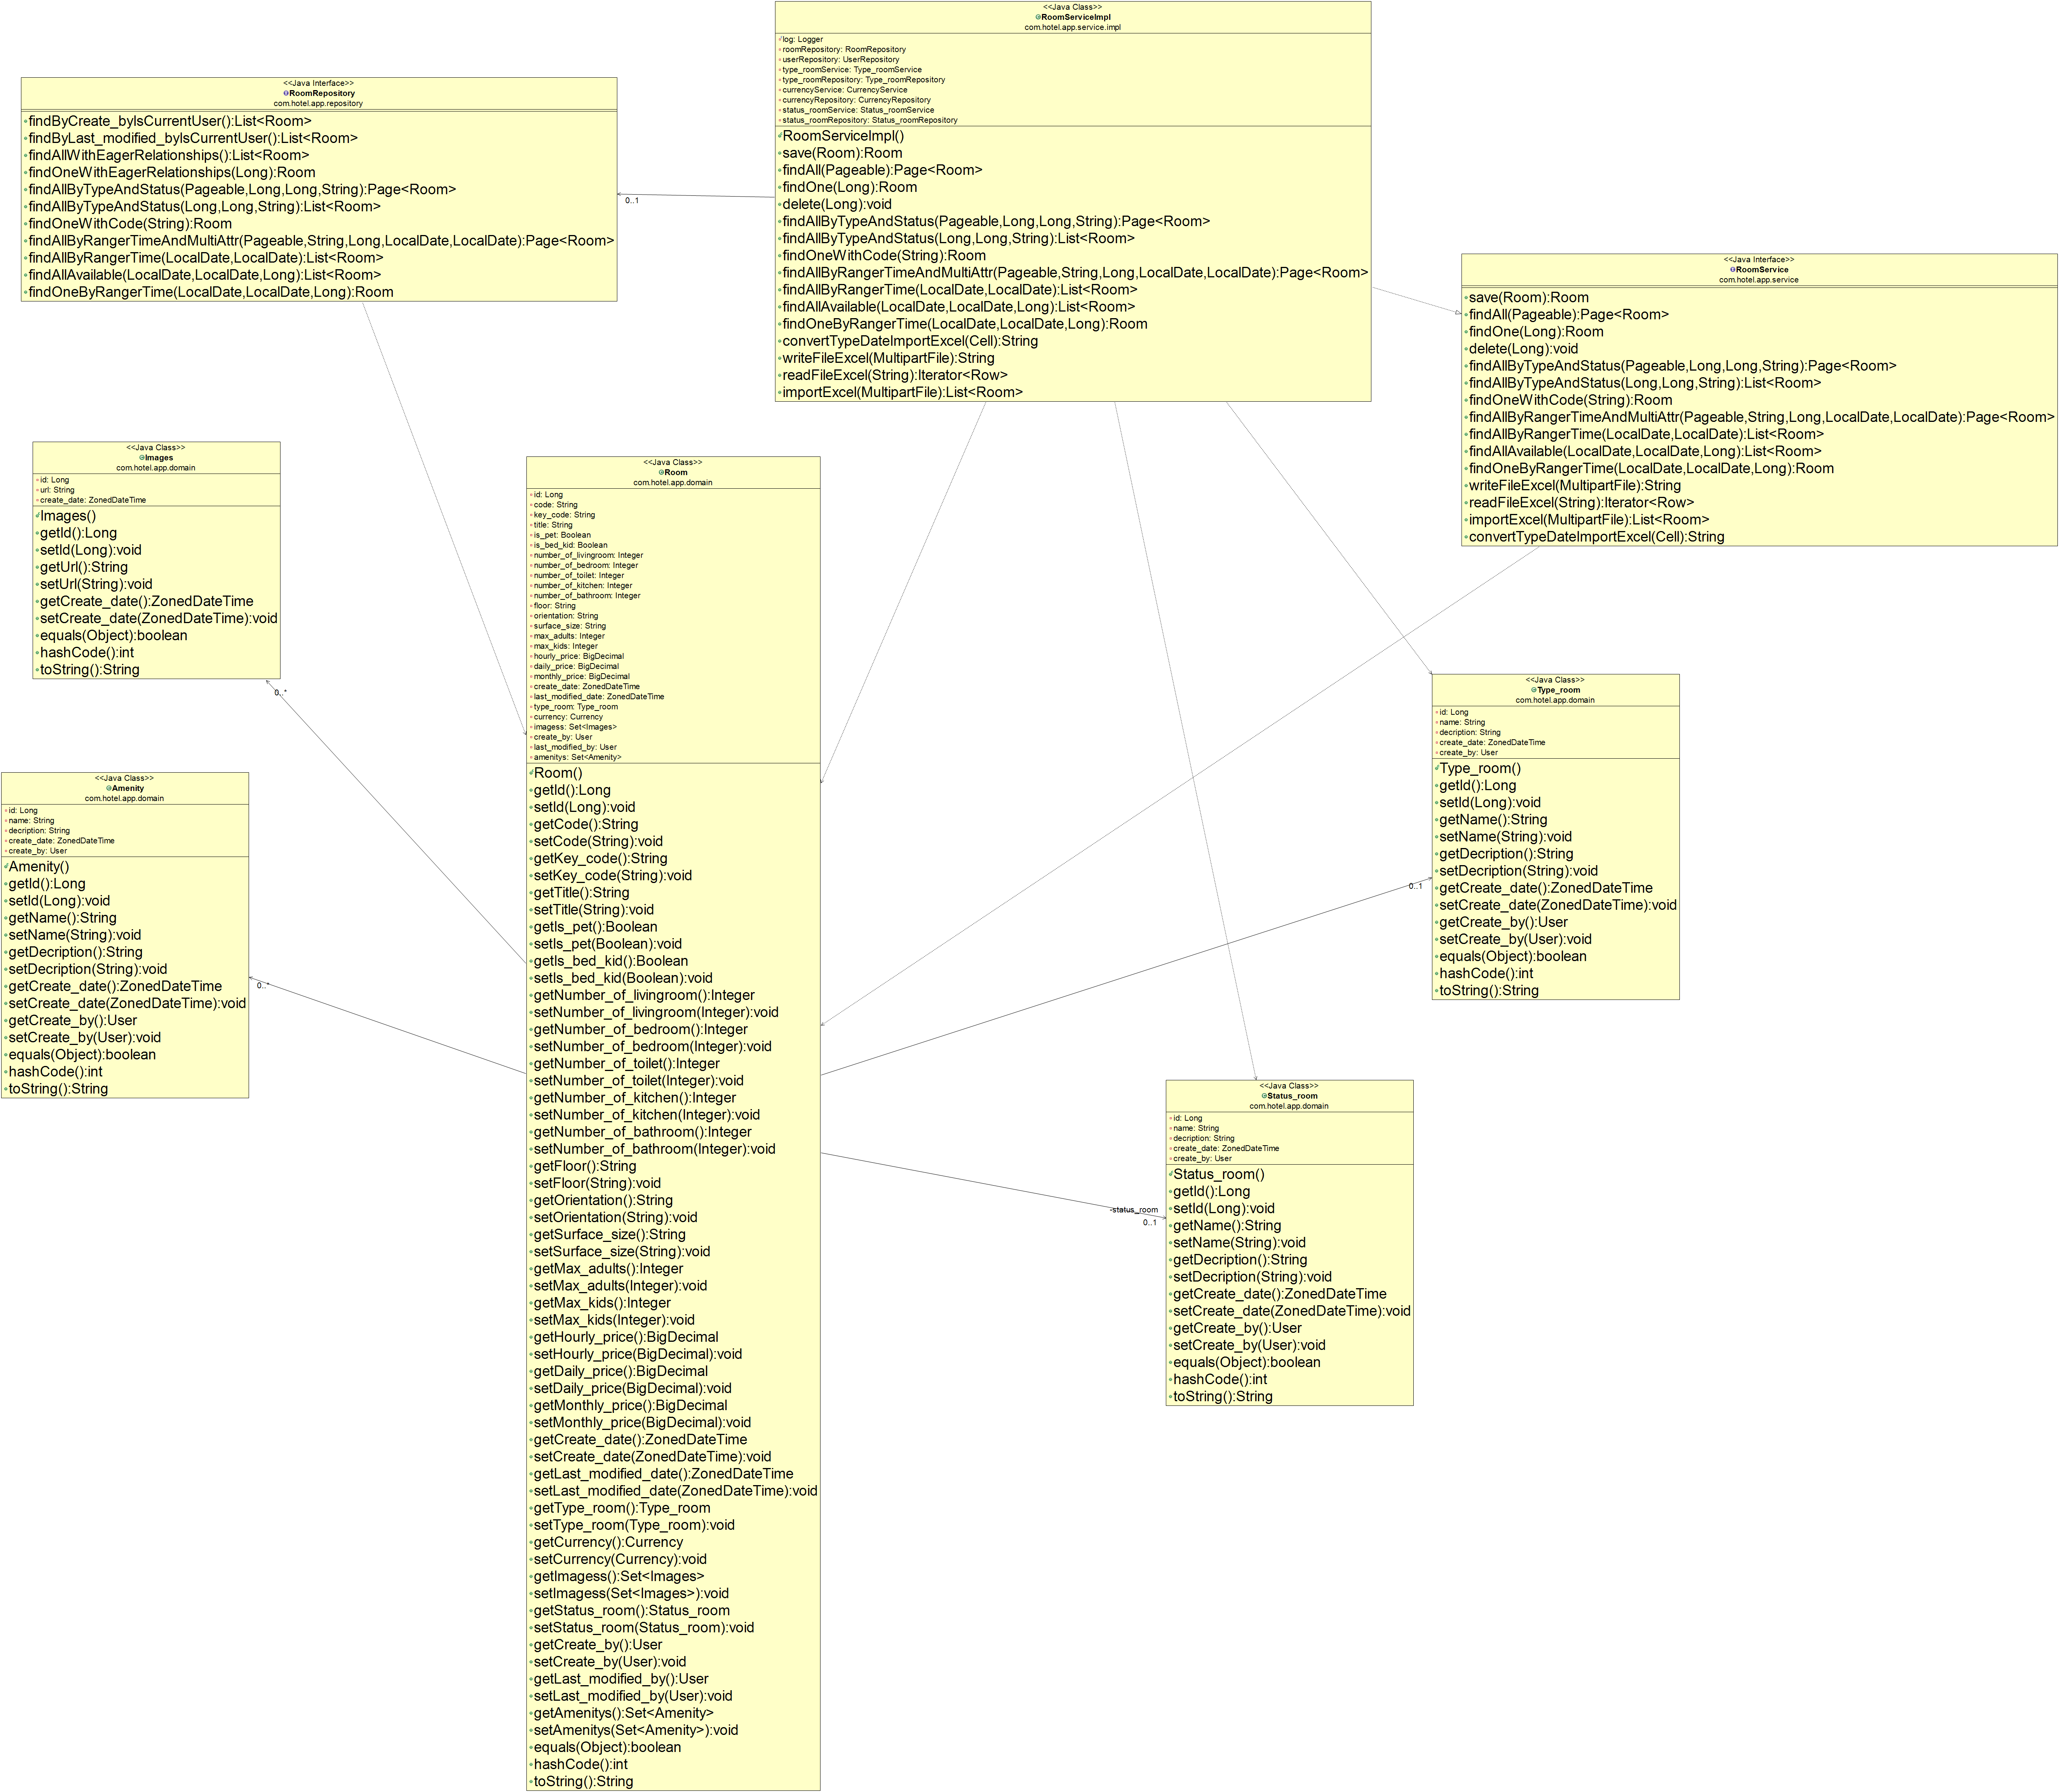 <<Java Class>>
RoomServiceImpl
com.hotel.app.service.impl
log: Logger
roomRepository: RoomRepository
userRepository: UserRepository
type_roomService: Type_roomService
type_roomRepository: Type_roomRepository
currencyService: CurrencyService
currencyRepository: CurrencyRepository
status_roomService: Status_roomService
status_roomRepository: Status_roomRepository
RoomServiceImpl()
save(Room):Room
findAll(Pageable):Page<Room>
findOne(Long):Room
delete(Long):void
findAllByTypeAndStatus(Pageable,Long,Long,String):Page<Room>
findAllByTypeAndStatus(Long,Long,String):List<Room>
findOneWithCode(String):Room
findAllByRangerTimeAndMultiAttr(Pageable,String,Long,LocalDate,LocalDate):Page<Room>
findAllByRangerTime(LocalDate,LocalDate):List<Room>
findAllAvailable(LocalDate,LocalDate,Long):List<Room>
findOneByRangerTime(LocalDate,LocalDate,Long):Room
convertTypeDateImportExcel(Cell):String
writeFileExcel(MultipartFile):String
readFileExcel(String):Iterator<Row>
importExcel(MultipartFile):List<Room>
<<Java Interface>>
RoomRepository
com.hotel.app.repository
findByCreate_byIsCurrentUser():List<Room>
findByLast_modified_byIsCurrentUser():List<Room>
findAllWithEagerRelationships():List<Room>
findOneWithEagerRelationships(Long):Room
findAllByTypeAndStatus(Pageable,Long,Long,String):Page<Room>
findAllByTypeAndStatus(Long,Long,String):List<Room>
findOneWithCode(String):Room
findAllByRangerTimeAndMultiAttr(Pageable,String,Long,LocalDate,LocalDate):Page<Room>
findAllByRangerTime(LocalDate,LocalDate):List<Room>
findAllAvailable(LocalDate,LocalDate,Long):List<Room>
findOneByRangerTime(LocalDate,LocalDate,Long):Room
0..1
<<Java Interface>>
RoomService
com.hotel.app.service
save(Room):Room
findAll(Pageable):Page<Room>
findOne(Long):Room
delete(Long):void
findAllByTypeAndStatus(Pageable,Long,Long,String):Page<Room>
findAllByTypeAndStatus(Long,Long,String):List<Room>
findOneWithCode(String):Room
findAllByRangerTimeAndMultiAttr(Pageable,String,Long,LocalDate,LocalDate):Page<Room>
findAllByRangerTime(LocalDate,LocalDate):List<Room>
findAllAvailable(LocalDate,LocalDate,Long):List<Room>
findOneByRangerTime(LocalDate,LocalDate,Long):Room
writeFileExcel(MultipartFile):String
readFileExcel(String):Iterator<Row>
importExcel(MultipartFile):List<Room>
convertTypeDateImportExcel(Cell):String
<<Java Class>>
Images
com.hotel.app.domain
id: Long
url: String
create_date: ZonedDateTime
Images()
getId():Long
setId(Long):void
getUrl():String
setUrl(String):void
getCreate_date():ZonedDateTime
setCreate_date(ZonedDateTime):void
equals(Object):boolean
hashCode():int
toString():String
0..*
<<Java Class>>
Room
com.hotel.app.domain
id: Long
code: String
key_code: String
title: String
is_pet: Boolean
is_bed_kid: Boolean
number_of_livingroom: Integer
number_of_bedroom: Integer
number_of_toilet: Integer
number_of_kitchen: Integer
number_of_bathroom: Integer
floor: String
orientation: String
surface_size: String
max_adults: Integer
max_kids: Integer
hourly_price: BigDecimal
daily_price: BigDecimal
monthly_price: BigDecimal
create_date: ZonedDateTime
last_modified_date: ZonedDateTime
type_room: Type_room
currency: Currency
imagess: Set<Images>
create_by: User
last_modified_by: User
amenitys: Set<Amenity>
Room()
getId():Long
setId(Long):void
getCode():String
setCode(String):void
getKey_code():String
setKey_code(String):void
getTitle():String
setTitle(String):void
getIs_pet():Boolean
setIs_pet(Boolean):void
getIs_bed_kid():Boolean
setIs_bed_kid(Boolean):void
getNumber_of_livingroom():Integer
setNumber_of_livingroom(Integer):void
getNumber_of_bedroom():Integer
setNumber_of_bedroom(Integer):void
getNumber_of_toilet():Integer
setNumber_of_toilet(Integer):void
getNumber_of_kitchen():Integer
setNumber_of_kitchen(Integer):void
getNumber_of_bathroom():Integer
setNumber_of_bathroom(Integer):void
getFloor():String
setFloor(String):void
getOrientation():String
setOrientation(String):void
getSurface_size():String
setSurface_size(String):void
getMax_adults():Integer
setMax_adults(Integer):void
getMax_kids():Integer
setMax_kids(Integer):void
getHourly_price():BigDecimal
setHourly_price(BigDecimal):void
getDaily_price():BigDecimal
setDaily_price(BigDecimal):void
getMonthly_price():BigDecimal
setMonthly_price(BigDecimal):void
getCreate_date():ZonedDateTime
setCreate_date(ZonedDateTime):void
getLast_modified_date():ZonedDateTime
setLast_modified_date(ZonedDateTime):void
getType_room():Type_room
setType_room(Type_room):void
getCurrency():Currency
setCurrency(Currency):void
getImagess():Set<Images>
setImagess(Set<Images>):void
getStatus_room():Status_room
setStatus_room(Status_room):void
getCreate_by():User
setCreate_by(User):void
getLast_modified_by():User
setLast_modified_by(User):void
getAmenitys():Set<Amenity>
setAmenitys(Set<Amenity>):void
equals(Object):boolean
hashCode():int
toString():String
<<Java Class>>
Amenity
com.hotel.app.domain
id: Long
name: String
decription: String
create_date: ZonedDateTime
create_by: User
Amenity()
getId():Long
setId(Long):void
getName():String
setName(String):void
getDecription():String
setDecription(String):void
getCreate_date():ZonedDateTime
setCreate_date(ZonedDateTime):void
getCreate_by():User
setCreate_by(User):void
equals(Object):boolean
hashCode():int
toString():String
0..*
<<Java Class>>
Type_room
com.hotel.app.domain
id: Long
name: String
decription: String
create_date: ZonedDateTime
create_by: User
Type_room()
getId():Long
setId(Long):void
getName():String
setName(String):void
getDecription():String
setDecription(String):void
getCreate_date():ZonedDateTime
setCreate_date(ZonedDateTime):void
getCreate_by():User
setCreate_by(User):void
equals(Object):boolean
hashCode():int
toString():String
0..1
<<Java Class>>
Status_room
com.hotel.app.domain
id: Long
name: String
decription: String
create_date: ZonedDateTime
create_by: User
Status_room()
getId():Long
setId(Long):void
getName():String
setName(String):void
getDecription():String
setDecription(String):void
getCreate_date():ZonedDateTime
setCreate_date(ZonedDateTime):void
getCreate_by():User
setCreate_by(User):void
equals(Object):boolean
hashCode():int
toString():String
-status_room
0..1